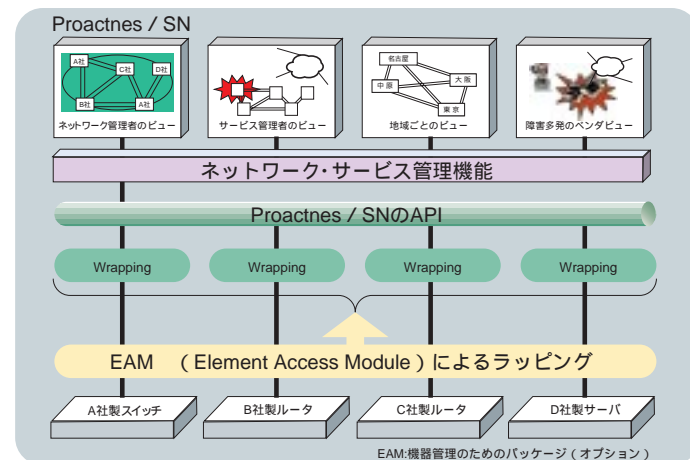 Proactnes / SN
A社
C社
D社
B社
A社
ネットワーク管理者のビュー
サービス管理者のビュー
名古屋
大阪
中原
東京
地域ごとのビュー
障害多発のベンダビュー
ネットワーク・サービス管理機能
Proactnes / SNのAPI
Wrapping
Wrapping
Wrapping
Wrapping
EAM （Element Access Module）によるラッピング
A社製スイッチ
B社製ルータ
C社製ルータ
D社製サーバ
EAM:機器管理のためのパッケージ（オプション）